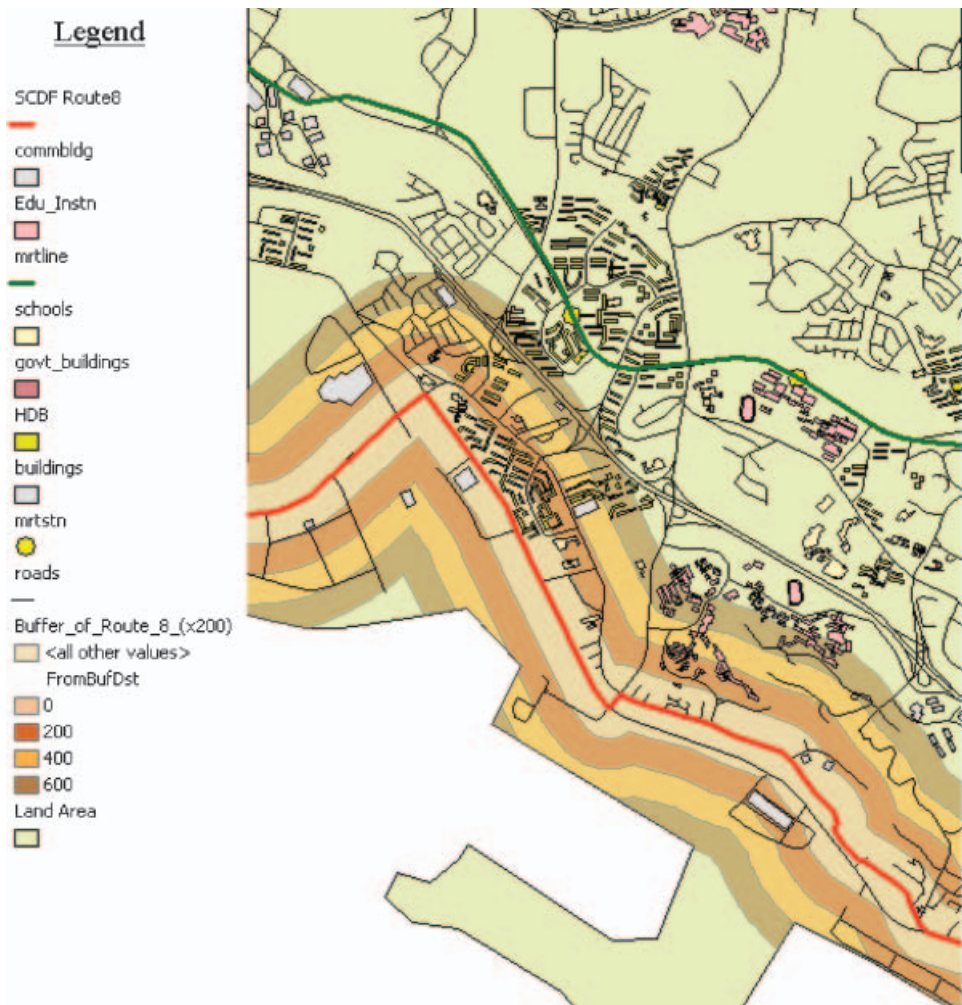 Legend
SCDF Route8
commbldg
Edu_Instn
mrtline
schools
govt_buildings
HDB
buildings
mrtstn
roads
Buffer_of_Route_8_(x200)
<all other values>
FromBufDst
0
200
400
600
Land Area